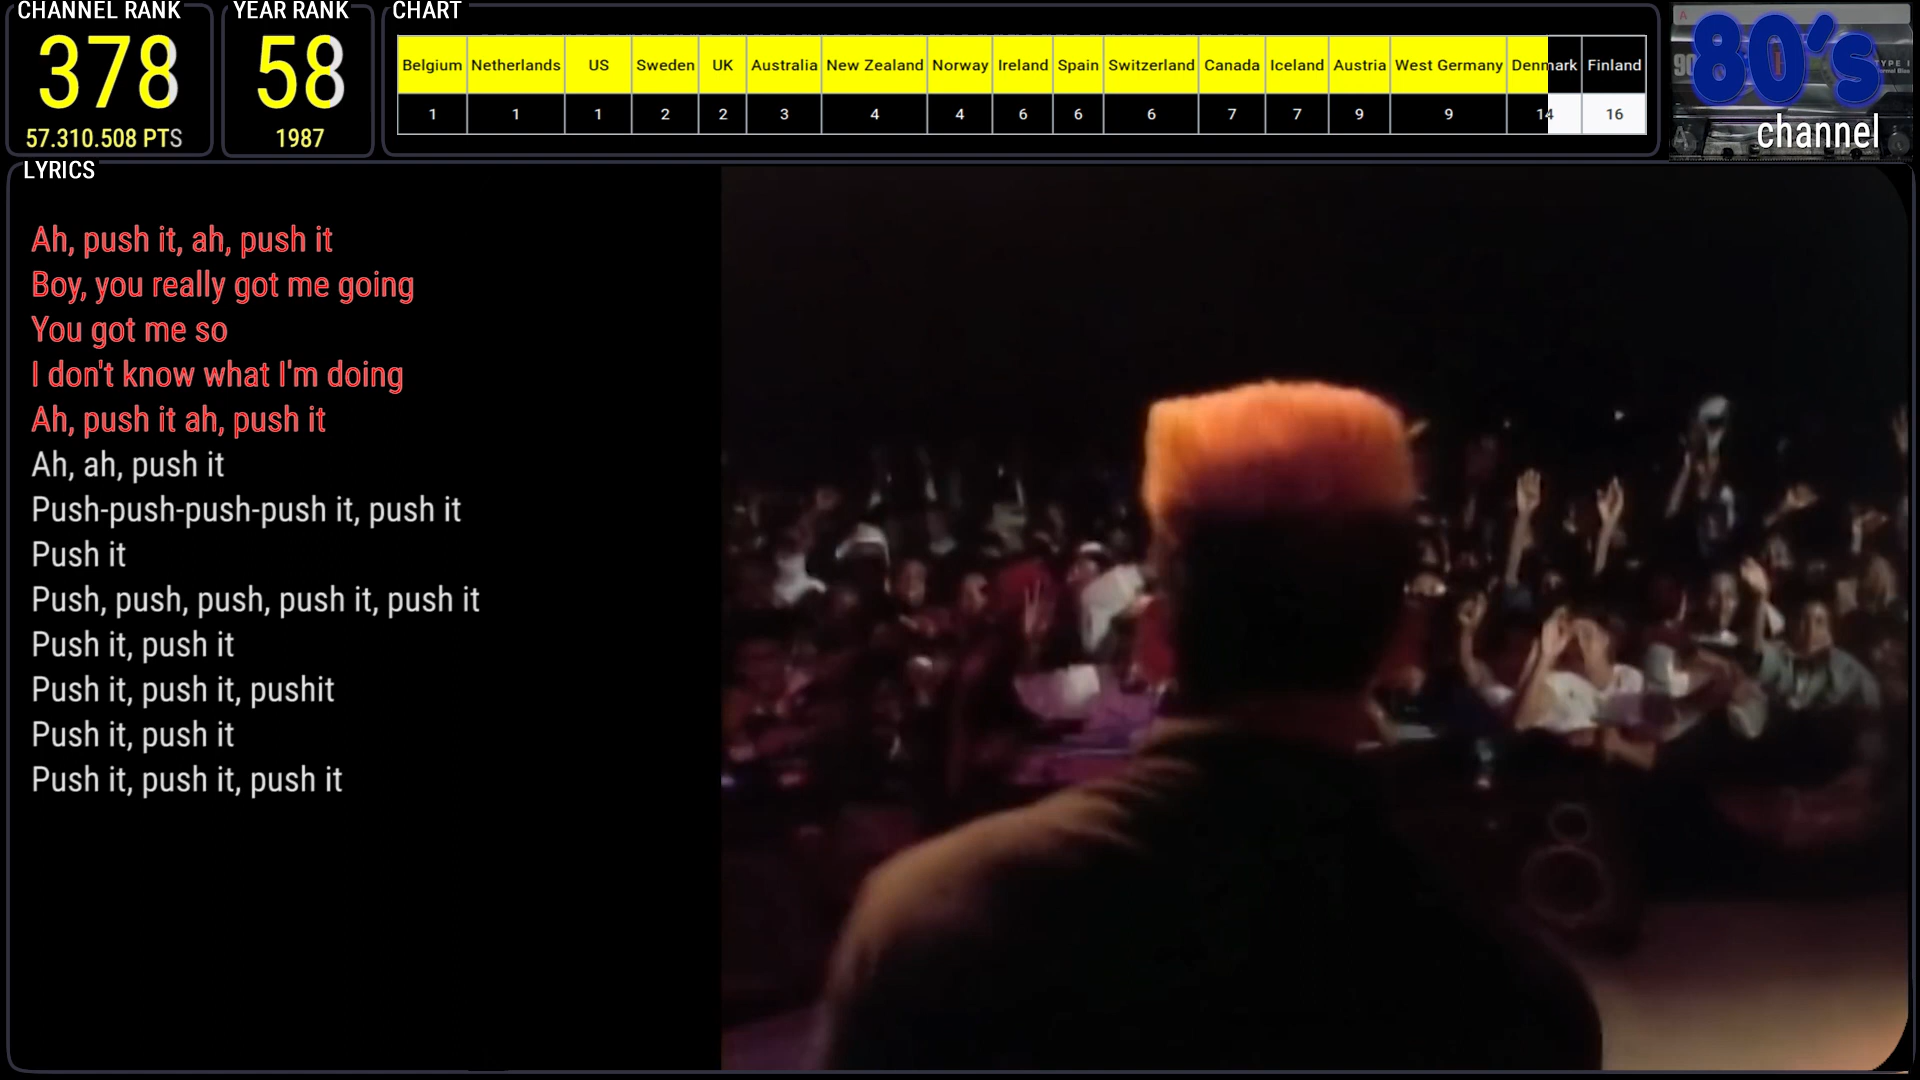 CHANNEL RANK
378
57.310.508 PTS
YEAR RANK
58
1987
CHART
Belgium Netherlands US Sweden UK Australia New Zealand Norway Ireland Spain Switzerland Canada Iceland Austria West Germany Denmark Finland
1 1 1 2 2 3 4 4 6 6 6 7 7 9 9 14 16
A
90
TYPE I
80's
channel
LYRICS
Ah, push it, ah, push it
Boy, you really got me going
You got me so
I don't know what I'm doing
Ah, push it ah, push it
Ah, ah, push it
Push-push-push-push it, push it
Push it
Push, push, push, push it, push it
Push it, push it
Push it, push it, pushit
Push it, push it
Push it, push it, push it